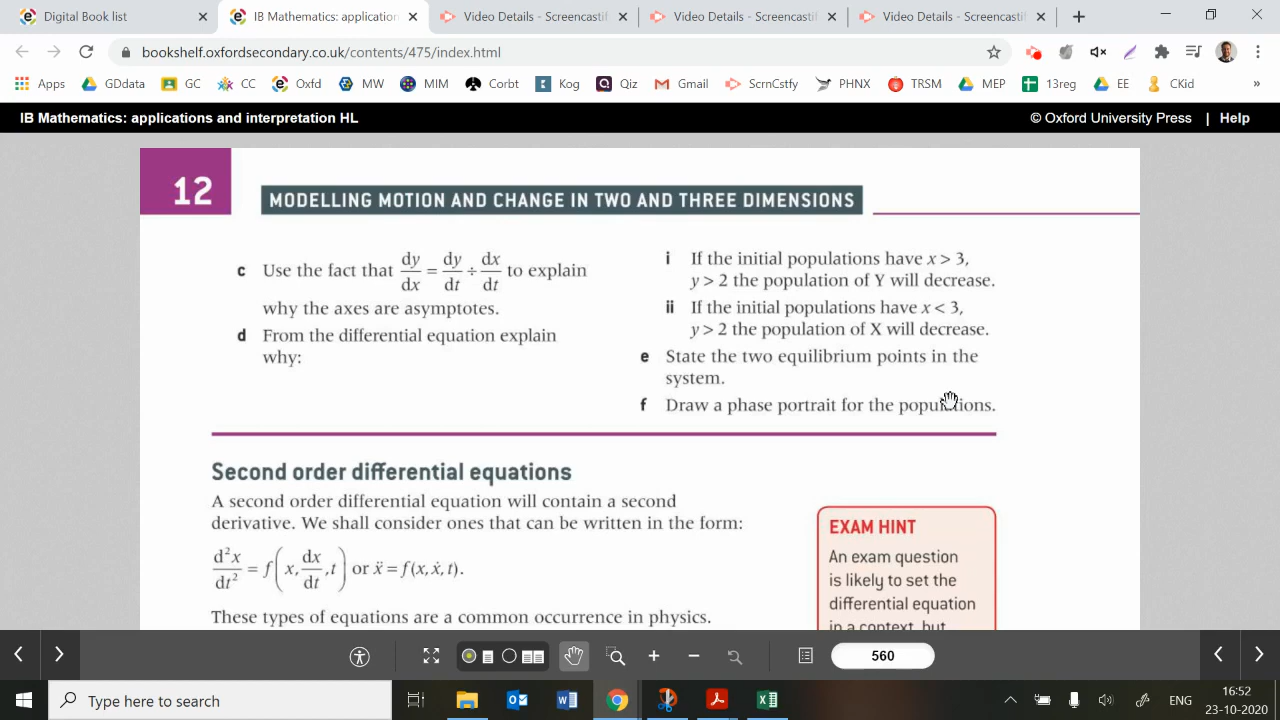 Digital Book list
IB Mathematics: application
Video Details - Screencastif
Video Details - Screencastif
Video Details - Screencastif
bookshelf.oxfordsecondary.co.uk/contents/475/index.html
Apps GDdata GC CC Oxfd MW MIM Corbt Kog Qiz Gmail ScrnCstfy PHNX TRSM MEP 13reg EE CKid »
IB Mathematics: applications and interpretation HL
© Oxford University Press | Help
12
MODELLING MOTION AND CHANGE IN TWO AND THREE DIMENSIONS
c Use the fact that dy/dx = dy/dt ÷ dx/dt to explain
why the axes are asymptotes.
d From the differential equation explain
why:
i If the initial populations have x > 3,
y > 2 the population of Y will decrease.
ii If the initial populations have x < 3,
y > 2 the population of X will decrease.
e State the two equilibrium points in the
system.
f Draw a phase portrait for the populations.
Second order differential equations
A second order differential equation will contain a second
derivative. We shall consider ones that can be written in the form:
d²x/dt² = f(x, dx/dt, t) or ẍ = f(x, ẋ, t).
These types of equations are a common occurrence in physics.
EXAM HINT
An exam question
is likely to set the
differential equation
in a context, but
560
Type here to search
ENG
16:52
23-10-2020